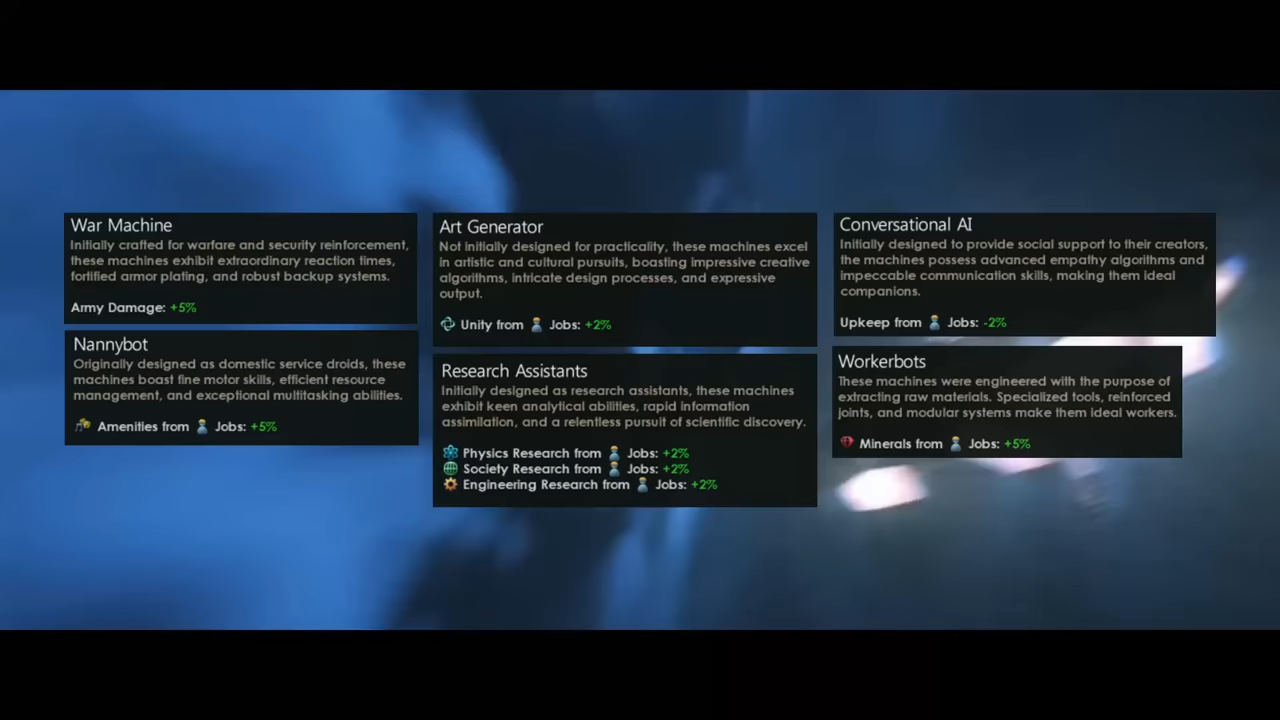 War Machine
Initially crafted for warfare and security reinforcement,
these machines exhibit extraordinary reaction times,
fortified armor plating, and robust backup systems.
Army Damage: +5%
Nannybot
Originally designed as domestic service droids, these
machines boast fine motor skills, efficient resource
management, and exceptional multitasking abilities.
Amenities from Jobs: +5%
Art Generator
Not initially designed for practicality, these machines excel
in artistic and cultural pursuits, boasting impressive creative
algorithms, intricate design processes, and expressive
output.
Unity from Jobs: +2%
Research Assistants
Initially designed as research assistants, these machines
exhibit keen analytical abilities, rapid information
assimilation, and a relentless pursuit of scientific discovery.
Physics Research from Jobs: +2%
Society Research from Jobs: +2%
Engineering Research from Jobs: +2%
Conversational AI
Initially designed to provide social support to their creators,
the machines possess advanced empathy algorithms and
impeccable communication skills, making them ideal
companions.
Upkeep from Jobs: -2%
Workerbots
These machines were engineered with the purpose of
extracting raw materials. Specialized tools, reinforced
joints, and modular systems make them ideal workers.
Minerals from Jobs: +5%